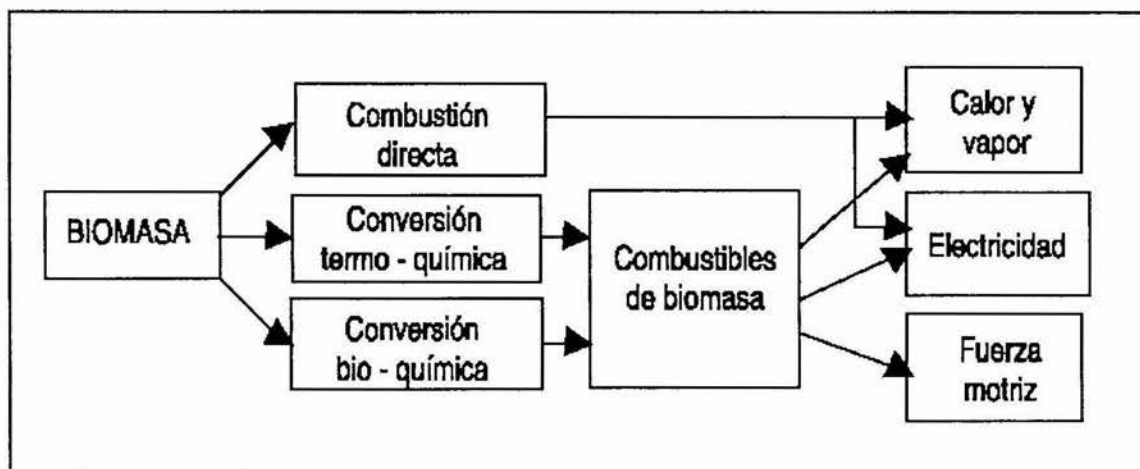 BIOMASA
Combustión
directa
Conversión
termo - química
Conversión
bio - química
Combustibles
de biomasa
Calor y
vapor
Electricidad
Fuerza
motriz